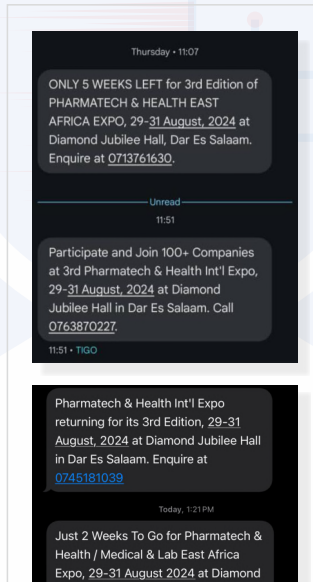 Thursday • 11:07
ONLY 5 WEEKS LEFT for 3rd Edition of
PHARMATECH & HEALTH EAST
AFRICA EXPO, 29-31 August, 2024 at
Diamond Jubilee Hall, Dar Es Salaam.
Enquire at 0713761630.
Unread
11:51
Participate and Join 100+ Companies
at 3rd Pharmatech & Health Int'l Expo,
29-31 August, 2024 at Diamond
Jubilee Hall in Dar Es Salaam. Call
0763870227.
11:51 • TIGO
Pharmatech & Health Int'l Expo
returning for its 3rd Edition, 29-31
August, 2024 at Diamond Jubilee Hall
in Dar Es Salaam. Enquire at
0745181039
Today, 1:21 PM
Just 2 Weeks To Go for Pharmatech &
Health / Medical & Lab East Africa
Expo, 29-31 August 2024 at Diamond